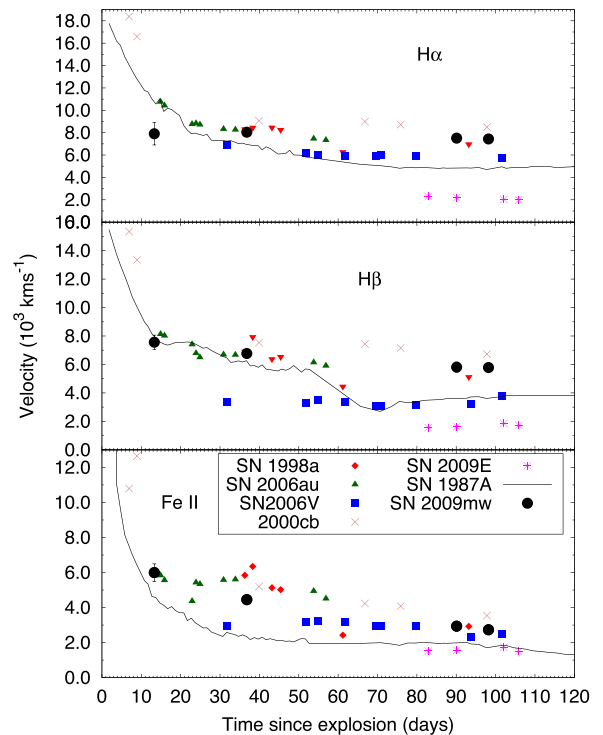 18.0
16.0
14.0
12.0
10.0
8.0
6.0
4.0
2.0
Hα
16.0
14.0
12.0
10.0
8.0
6.0
4.0
2.0
0.0
Hβ
Velocity (10³ kms⁻¹)
12.0
10.0
8.0
6.0
4.0
2.0
0.0
Fe II
SN 1998a
SN 2006au
SN2006V
2000cb
SN 2009E
SN 1987A
SN 2009mw
0 10 20 30 40 50 60 70 80 90 100 110 120
Time since explosion (days)